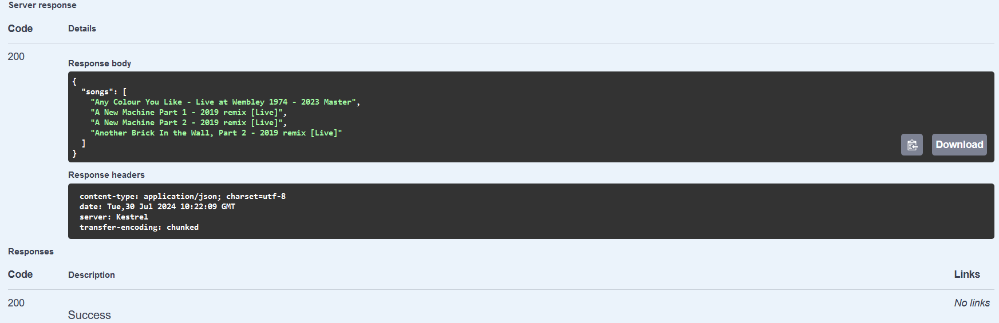 Server response
Code Details
200
Response body
{
  "songs": [
    "Any Colour You Like - Live at Wembley 1974 - 2023 Master",
    "A New Machine Part 1 - 2019 remix [Live]",
    "A New Machine Part 2 - 2019 remix [Live]",
    "Another Brick In the Wall, Part 2 - 2019 remix [Live]"
  ]
}
Download
Response headers
content-type: application/json; charset=utf-8
date: Tue,30 Jul 2024 10:22:09 GMT
server: Kestrel
transfer-encoding: chunked
Responses
Code Description Links
200 No links
Success